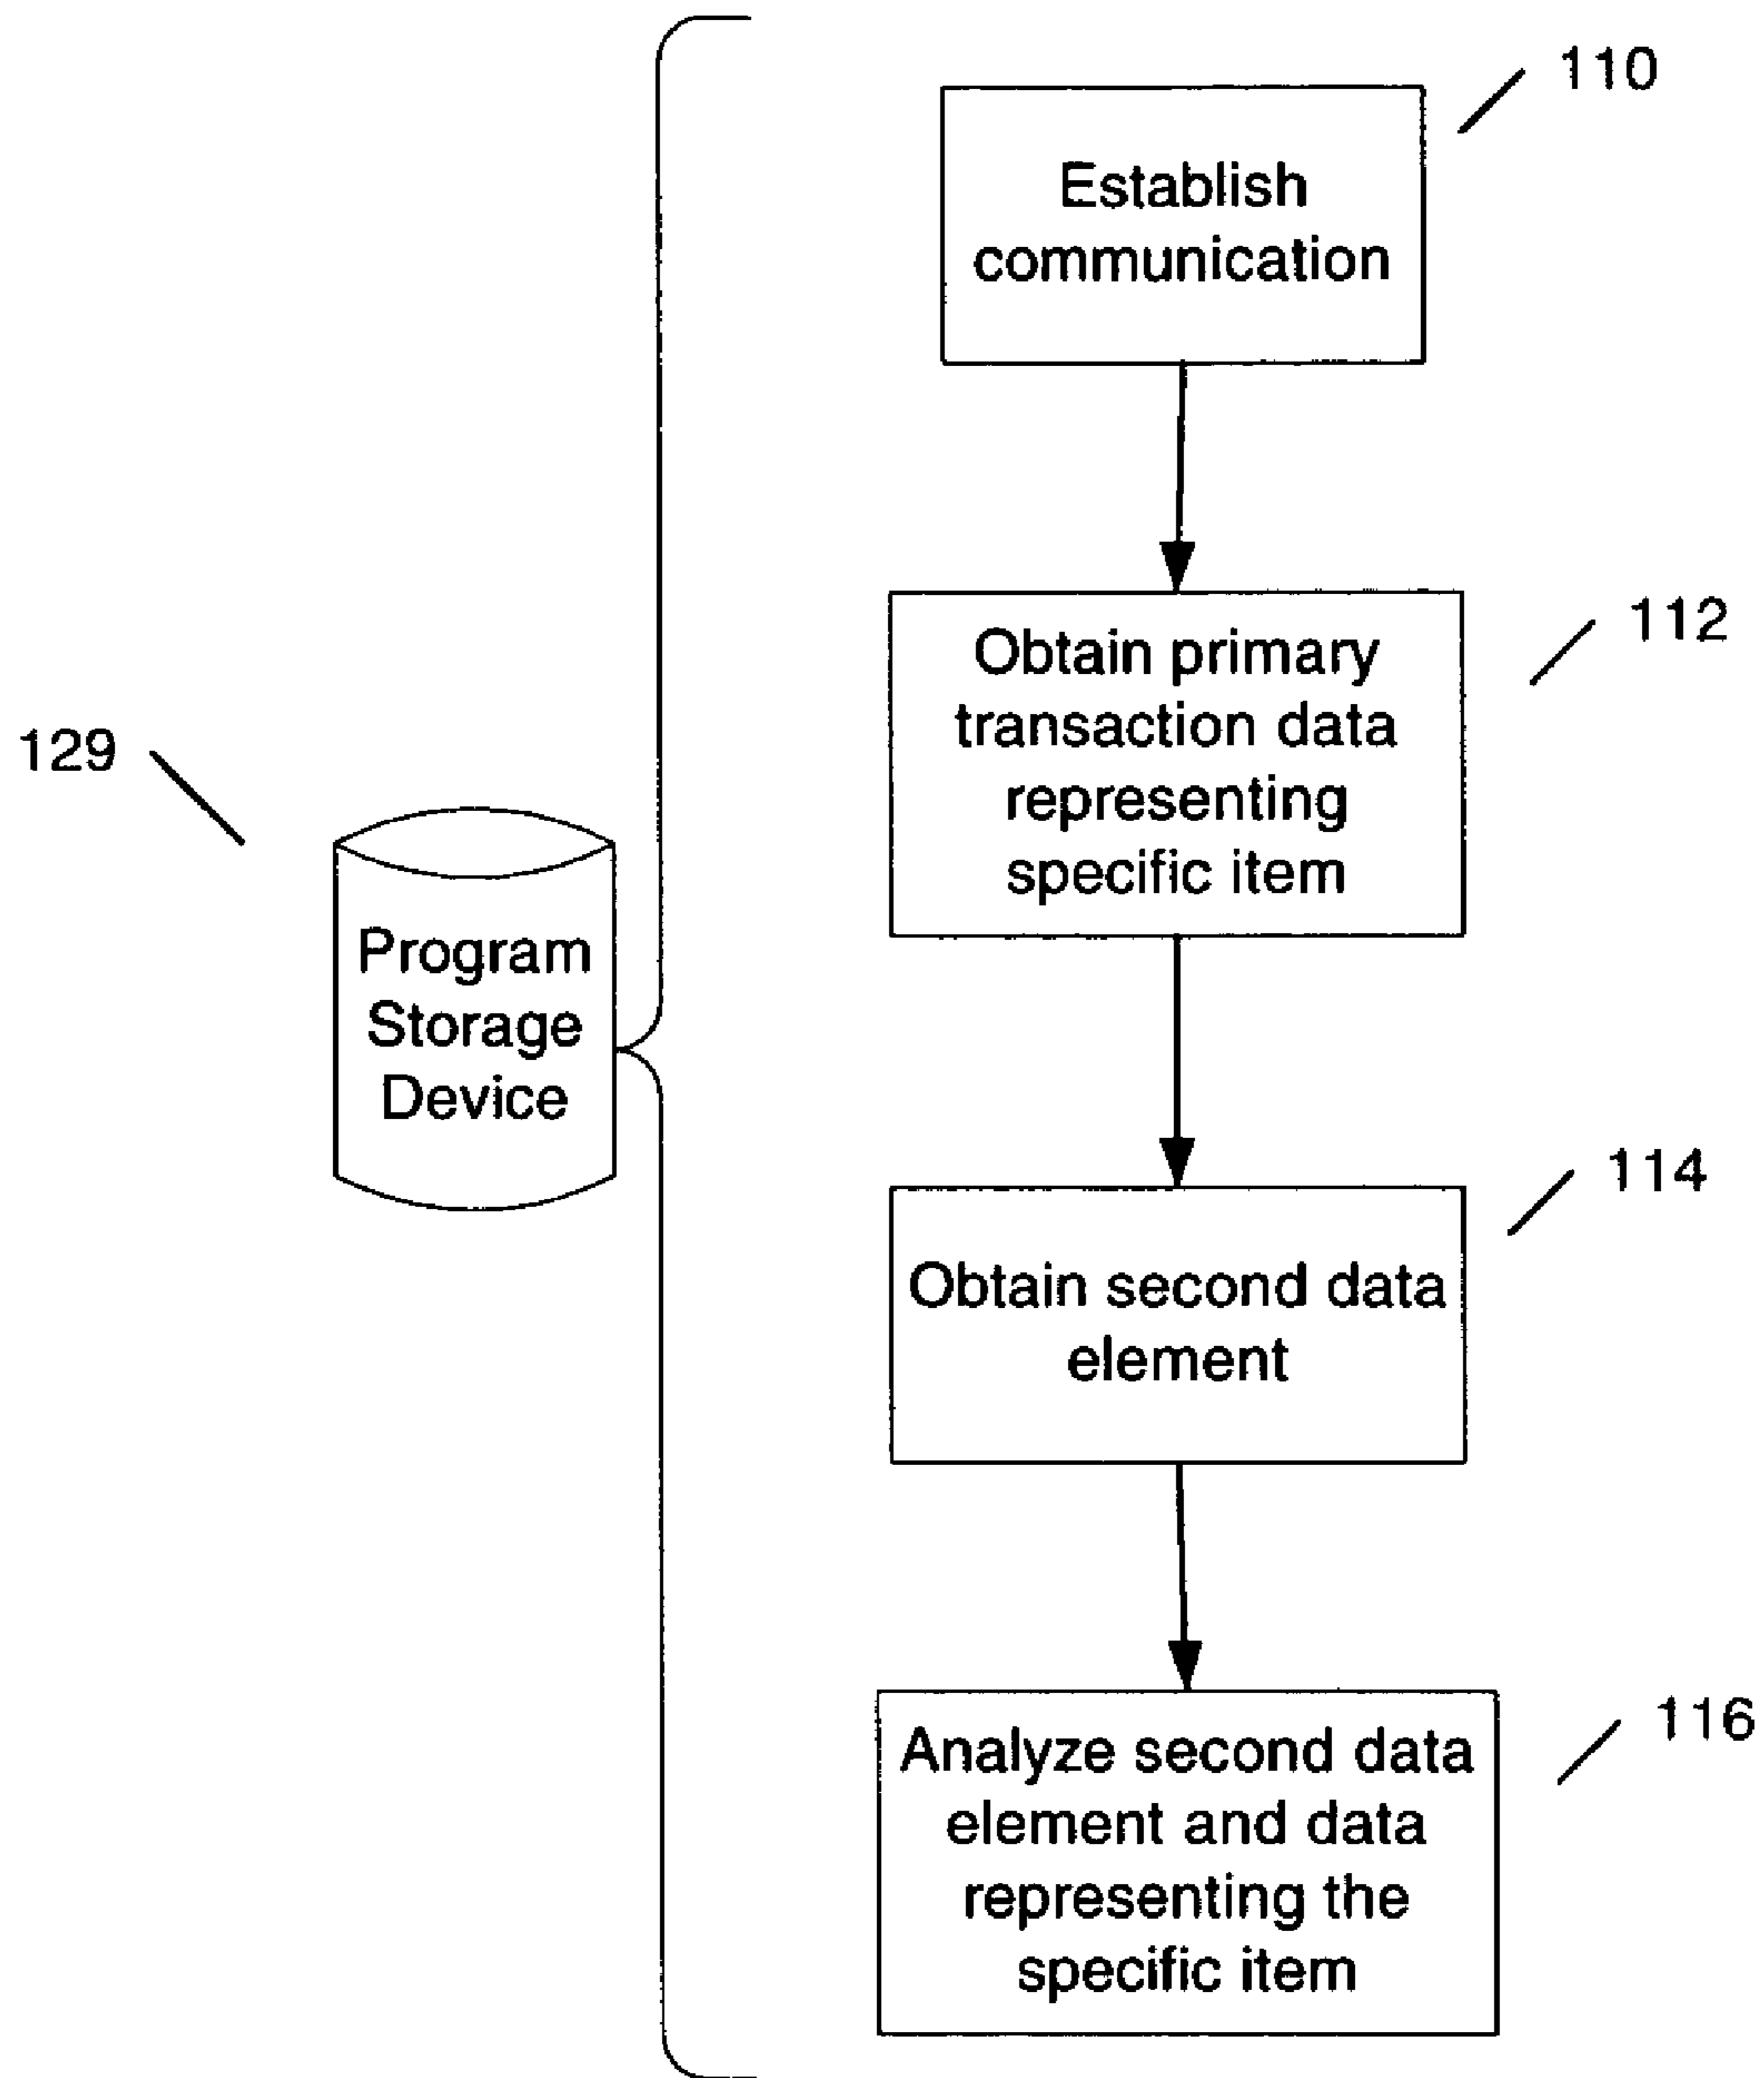 110
Establish
communication
112
Obtain primary
transaction data
representing
specific item
129
Program
Storage
Device
114
Obtain second data
element
116
Analyze second data
element and data
representing the
specific item